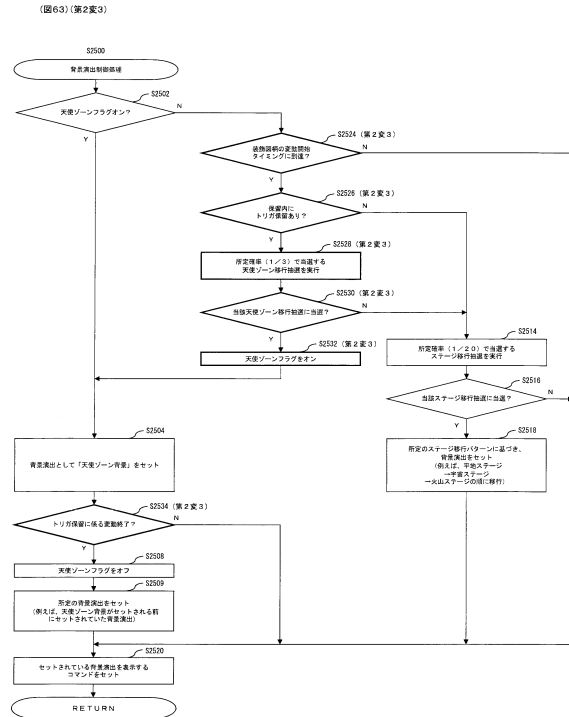 （図63）（第2変3）
S2500
背景演出制御処理
S2502
天使ゾーンフラグオン？
N
Y
S2524（第2変3）
装飾図柄の変動開始
タイミングに到達？
N
Y
S2526（第2変3）
保留内に
トリガ保留あり？
N
Y
S2528（第2変3）
所定確率（1／3）で当選する
天使ゾーン移行抽選を実行
S2530（第2変3）
当該天使ゾーン移行抽選に当選？
N
Y
S2532（第2変3）
天使ゾーンフラグをオン
S2514
所定確率（1／20）で当選する
ステージ移行抽選を実行
S2516
当該ステージ移行抽選に当選？
N
Y
S2518
所定のステージ移行パターンに基づき、
背景演出をセット
（例えば、平地ステージ
→宇宙ステージ
→火山ステージの順に移行）
S2504
背景演出として「天使ゾーン背景」をセット
S2534（第2変3）
トリガ保留に係る変動終了？
N
Y
S2508
天使ゾーンフラグをオフ
S2509
所定の背景演出をセット
（例えば、天使ゾーン背景がセットされる前
にセットされていた背景演出）
S2520
セットされている背景演出を表示する
コマンドをセット
RETURN